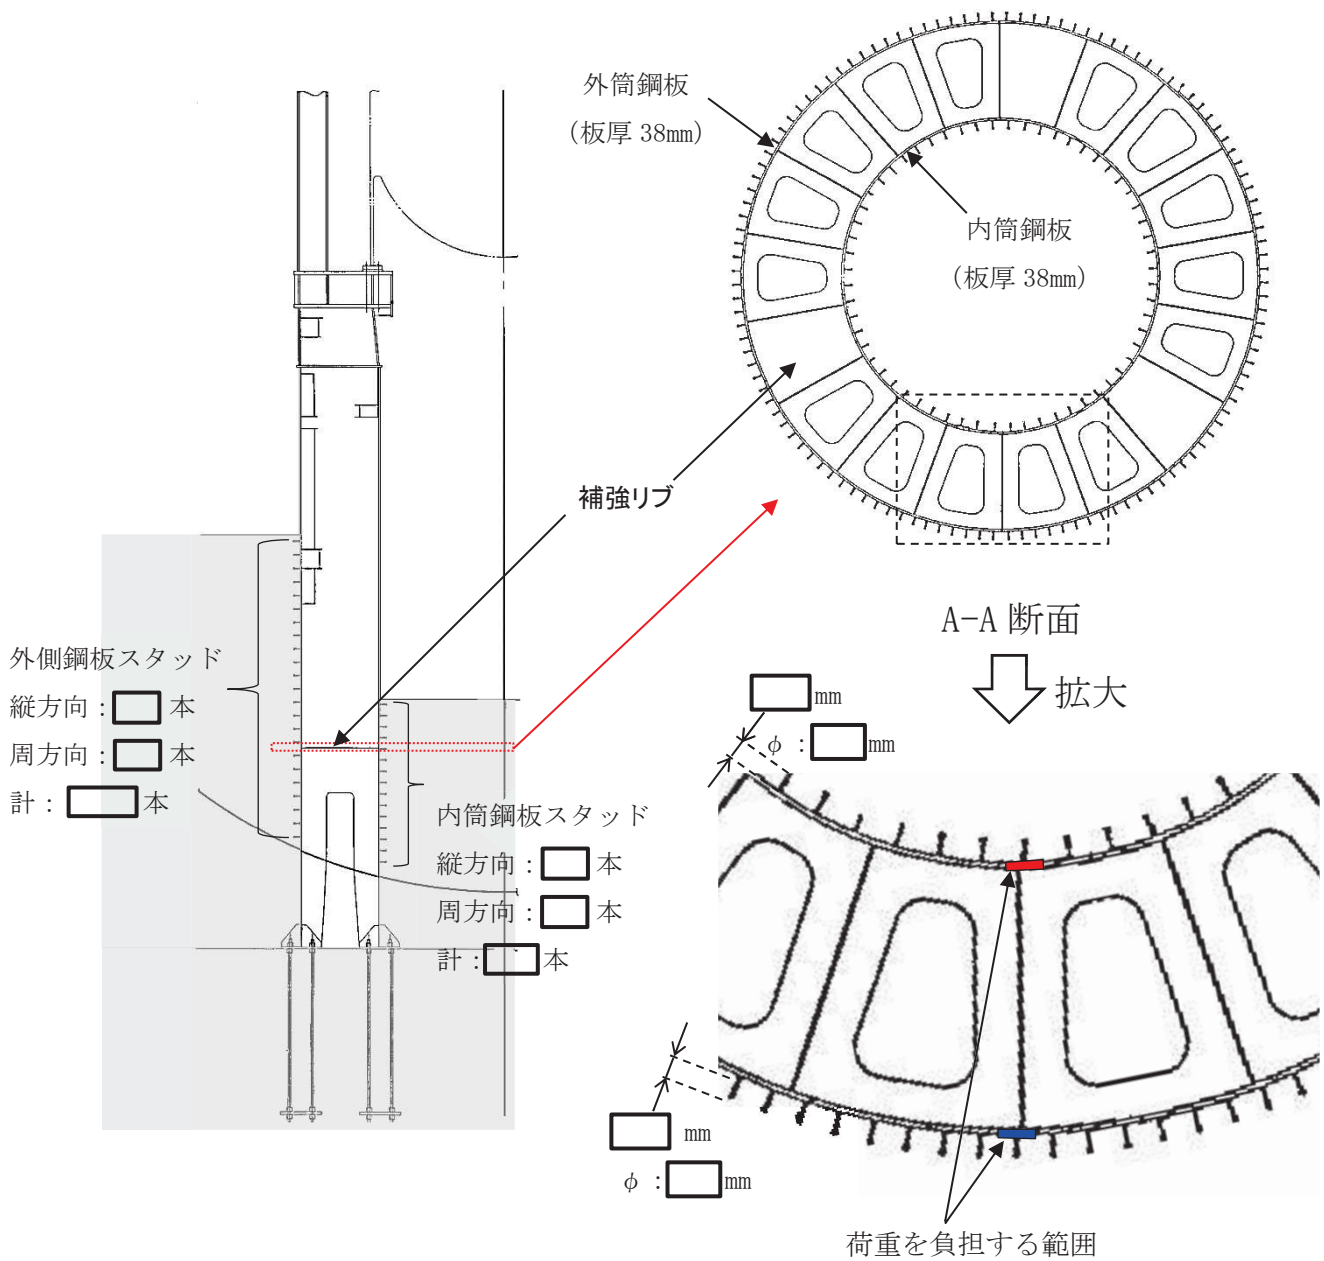 外筒鋼板
(板厚 38mm)
内筒鋼板
(板厚 38mm)
補強リブ
A-A 断面
拡大
外側鋼板スタッド
縦方向：本
周方向：本
計：本
内筒鋼板スタッド
縦方向：本
周方向：本
計：本
mm
φ：mm
mm
φ：mm
荷重を負担する範囲